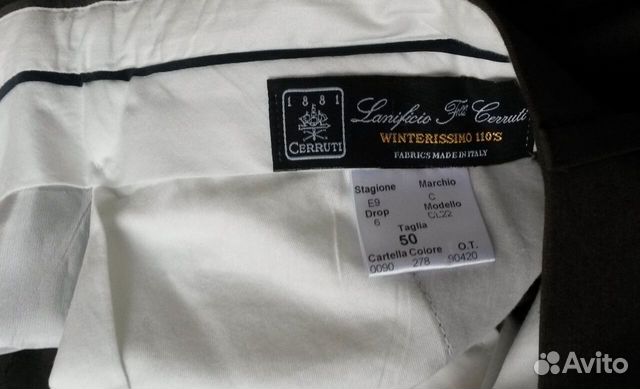 1881
CERRUTI
Lanificio Flli Cerruti
WINTERISSIMO 110'S
FABRICS MADE IN ITALY
Stagione Marchio
E9 C
Drop Modello
6 CL22
Taglia
50
Cartella Colore O.T.
0090 278 90420
Avito